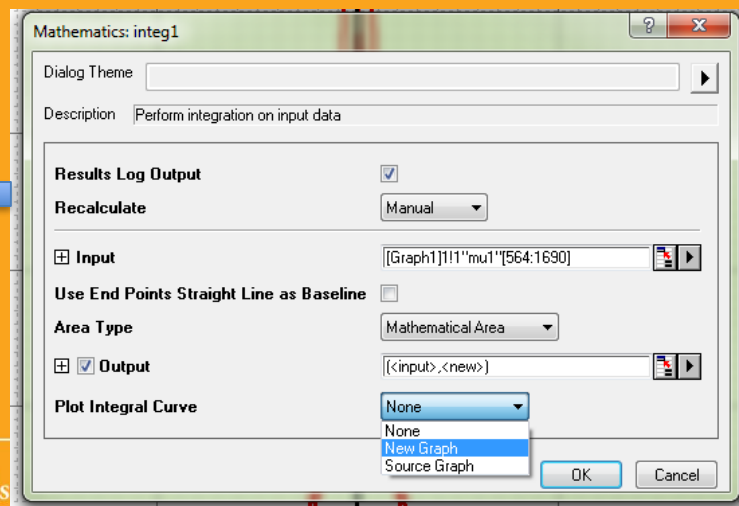 Mathematics: integ1
Dialog Theme
Description Perform integration on input data
Results Log Output
Recalculate Manual
Input [Graph1]1!1"mu1"[564:1690]
Use End Points Straight Line as Baseline
Area Type Mathematical Area
Output (<input>,<new>)
Plot Integral Curve None
None
New Graph
Source Graph
OK Cancel